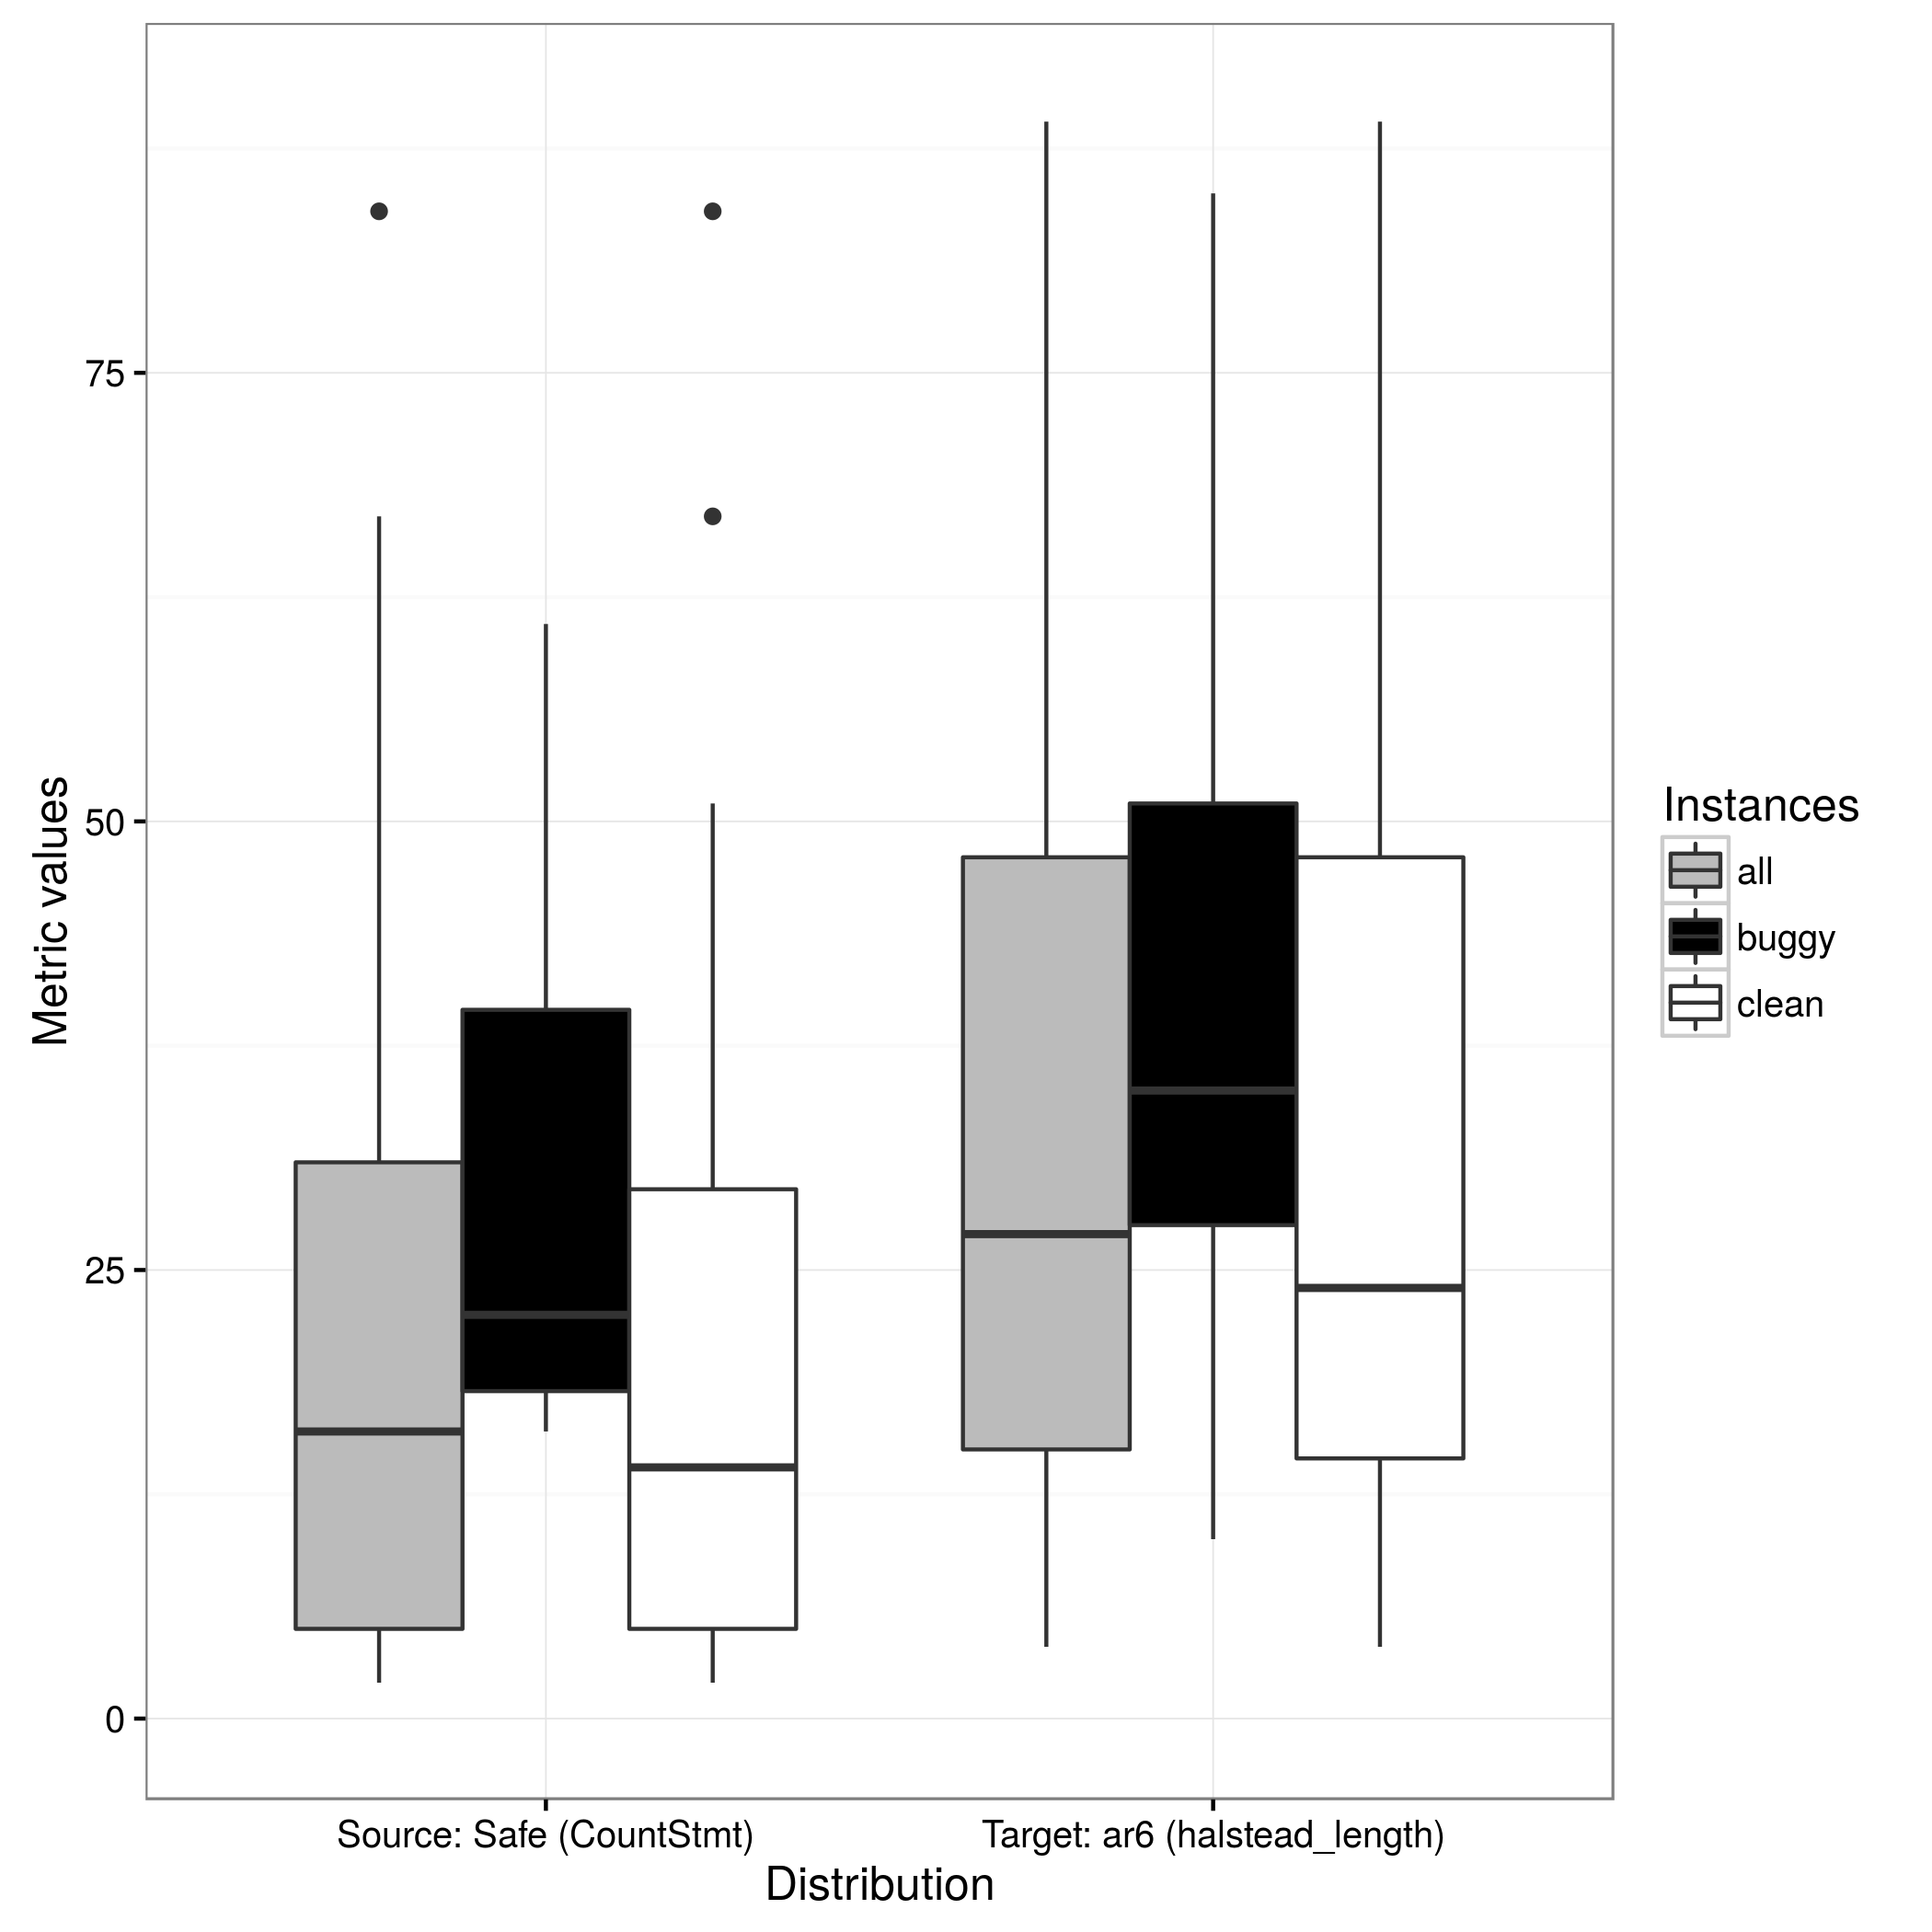 75
50
25
0
Metric values
Source: Safe (CountStmt)
Target: ar6 (halstead_length)
Distribution
Instances
all
buggy
clean